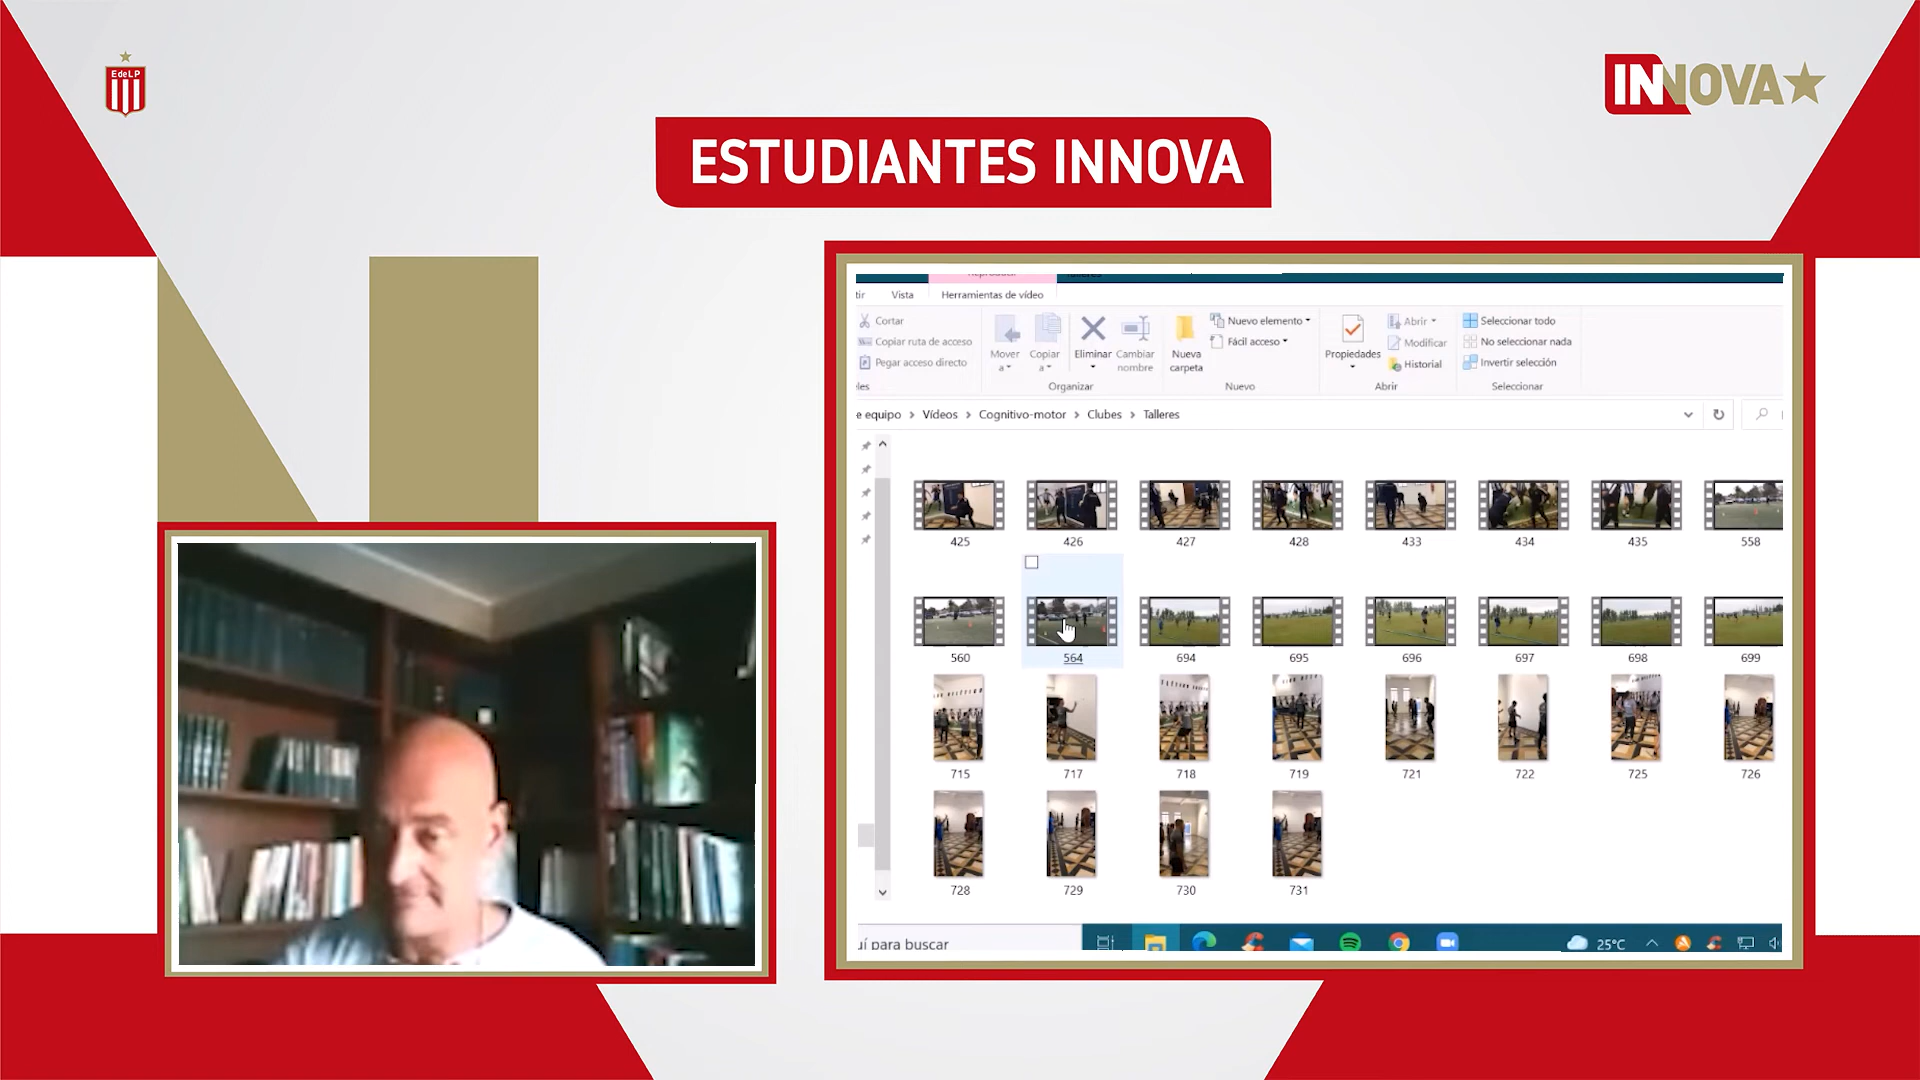 EdeLP
INNOVA
ESTUDIANTES INNOVA
tir Vista Herramientas de vídeo
Cortar
Copiar ruta de acceso
Pegar acceso directo
Mover
a
Copiar
a
Eliminar
Cambiar
nombre
Organizar
Nueva
carpeta
Nuevo elemento
Fácil acceso
Nuevo
Propiedades
Abrir
Modificar
Historial
Abrir
Seleccionar todo
No seleccionar nada
Invertir selección
Seleccionar
e equipo > Vídeos > Cognitivo-motor > Clubes > Talleres
425 426 427 428 433 434 435 558
560 564 694 695 696 697 698 699
715 717 718 719 721 722 725 726
728 729 730 731
uí para buscar
25°C